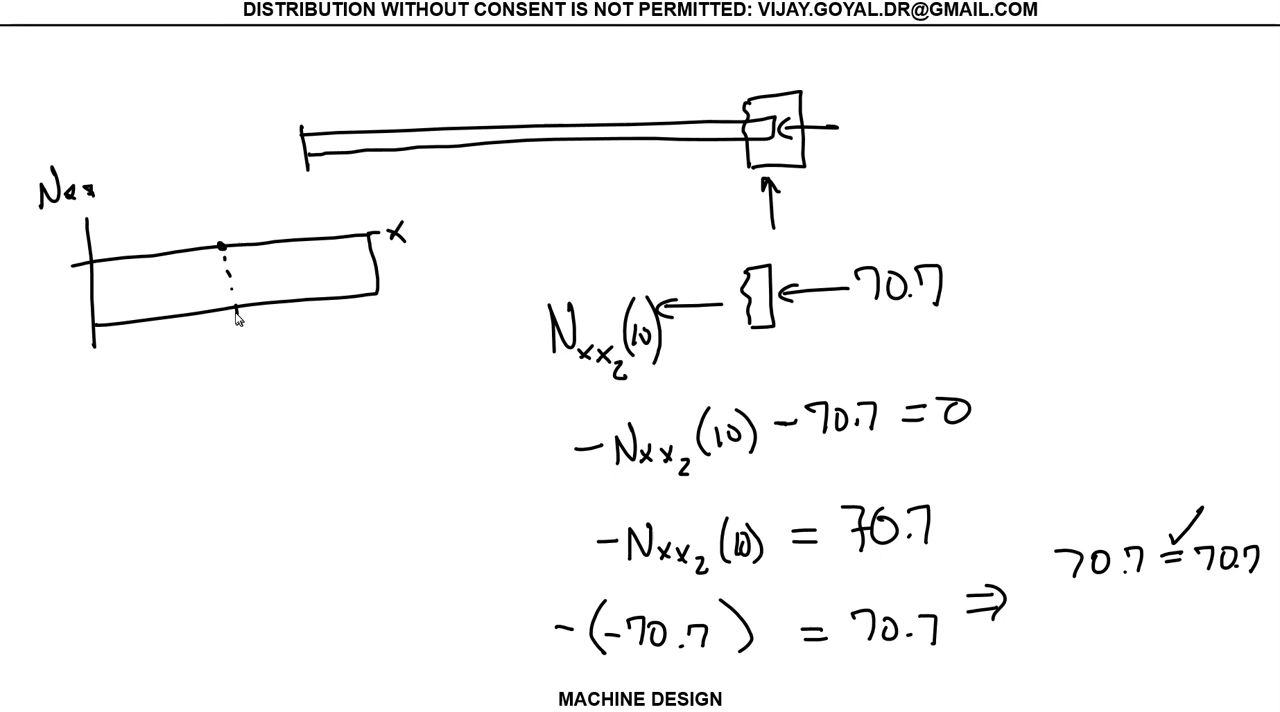 DISTRIBUTION WITHOUT CONSENT IS NOT PERMITTED: VIJAY.GOYAL.DR@GMAIL.COM
Nxx
x
Nxx₂(10) ← ← 70.7
-Nxx₂(10) - 70.7 = 0
-Nxx₂(10) = 70.7
-(-70.7) = 70.7 ⇒ 70.7 = 70.7 ✓
MACHINE DESIGN